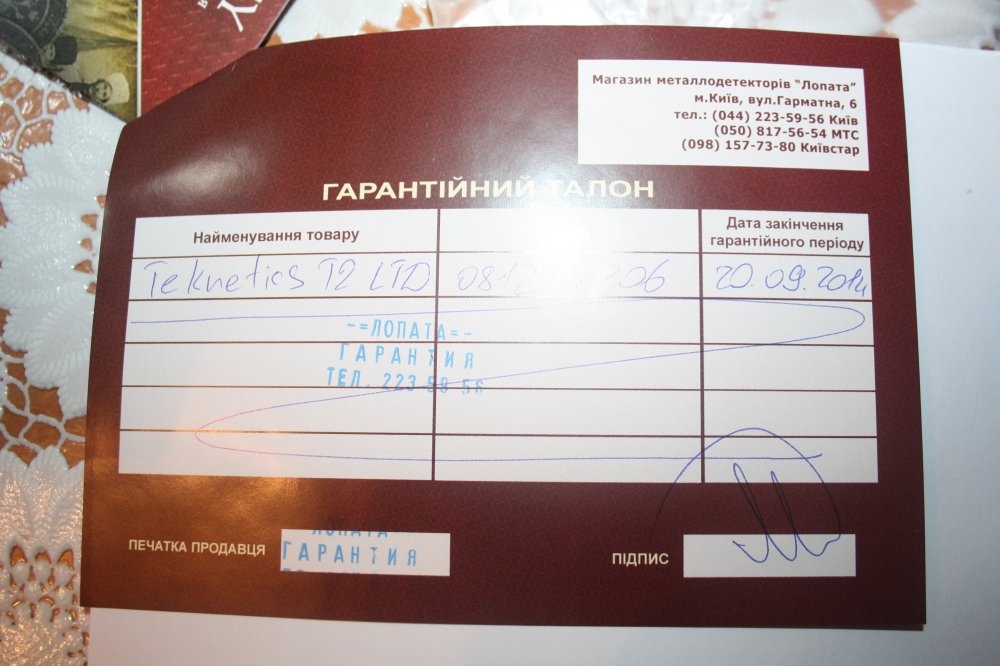 Магазин металлодетекторів “Лопата”
м.Київ, вул.Гарматна, 6
тел.: (044) 223-59-56 Київ
(050) 817-56-54 МТС
(098) 157-73-80 Київстар
ГАРАНТІЙНИЙ ТАЛОН
Найменування товару
Дата закінчення
гарантійного періоду
Teknetics T2 LTD 20.09.2014
-=ЛОПАТА=-
ГАРАНТИЯ
ТЕЛ. 223 59 56
ПЕЧАТКА ПРОДАВЦЯ
ЛОПАТА
ГАРАНТИЯ
ПІДПИС